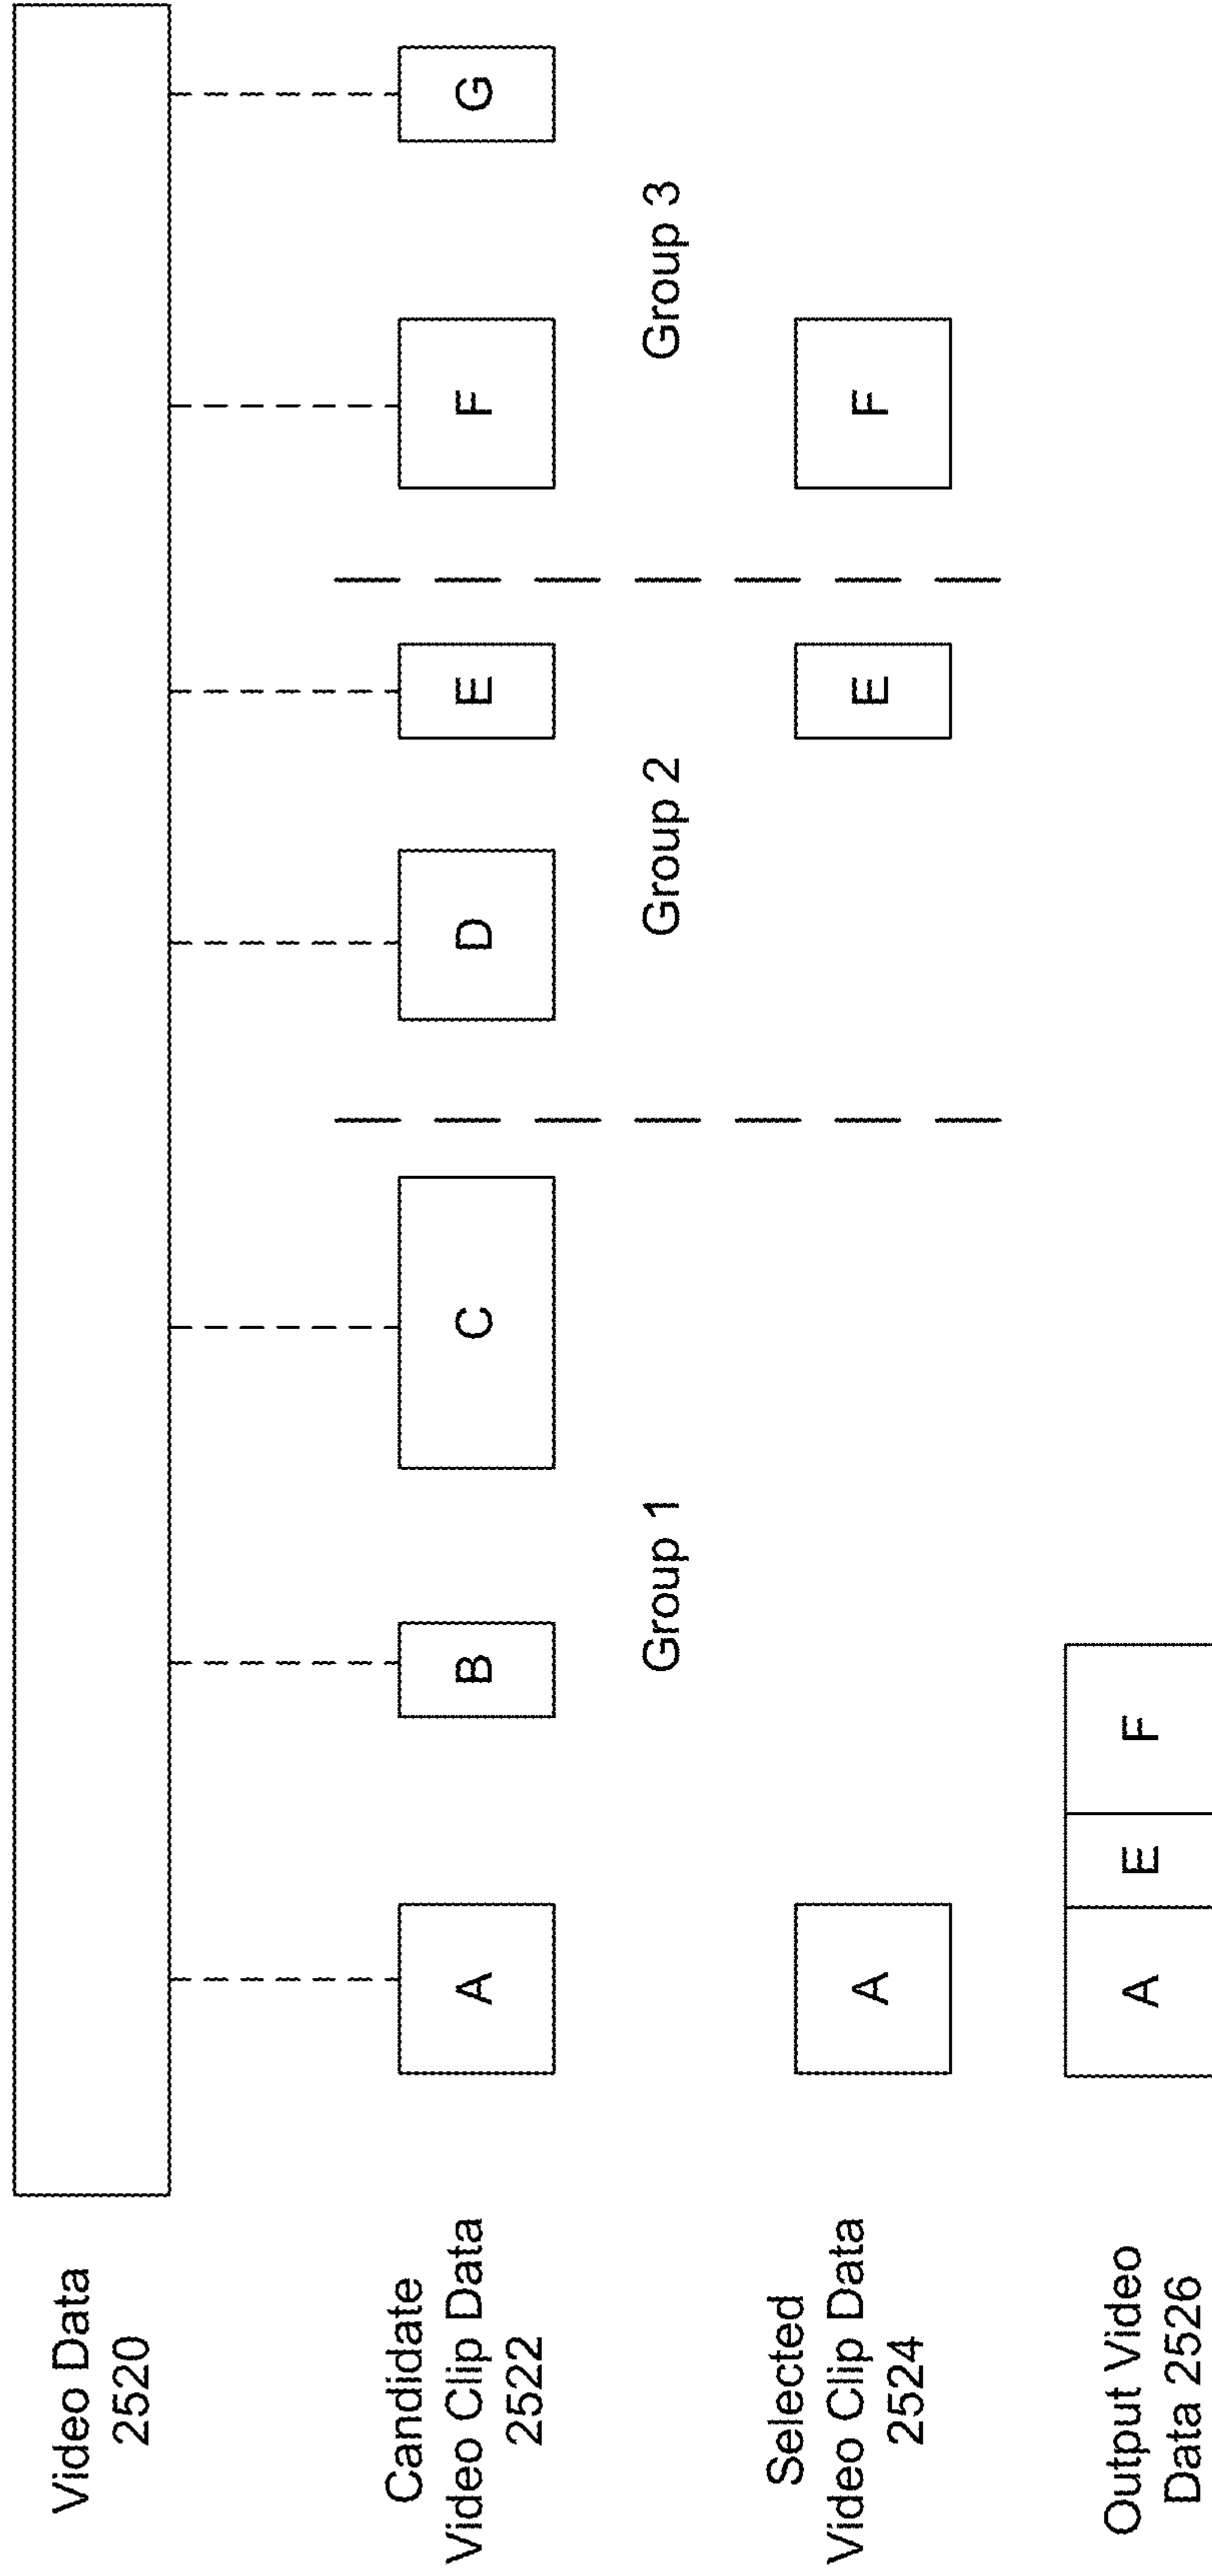 Video Data
2520
Candidate
Video Clip Data
2522
A
B
C
D
E
F
G
Group 1
Group 2
Group 3
Selected
Video Clip Data
2524
A
E
F
Output Video
Data 2526
A
E
F